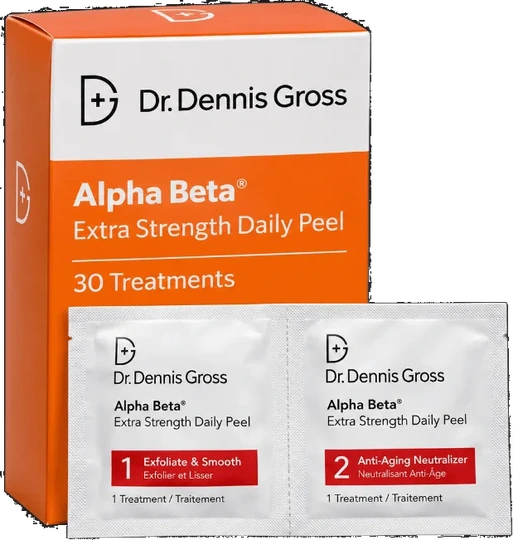 Dr. Dennis Gross
Alpha Beta®
Extra Strength Daily Peel
30 Treatments
Dr. Dennis Gross
Alpha Beta®
Extra Strength Daily Peel
1 Exfoliate & Smooth
Exfolier et Lisser
1 Treatment / Traitement
Dr. Dennis Gross
Alpha Beta®
Extra Strength Daily Peel
2 Anti-Aging Neutralizer
Neutralisant Anti-Âge
1 Treatment / Traitement